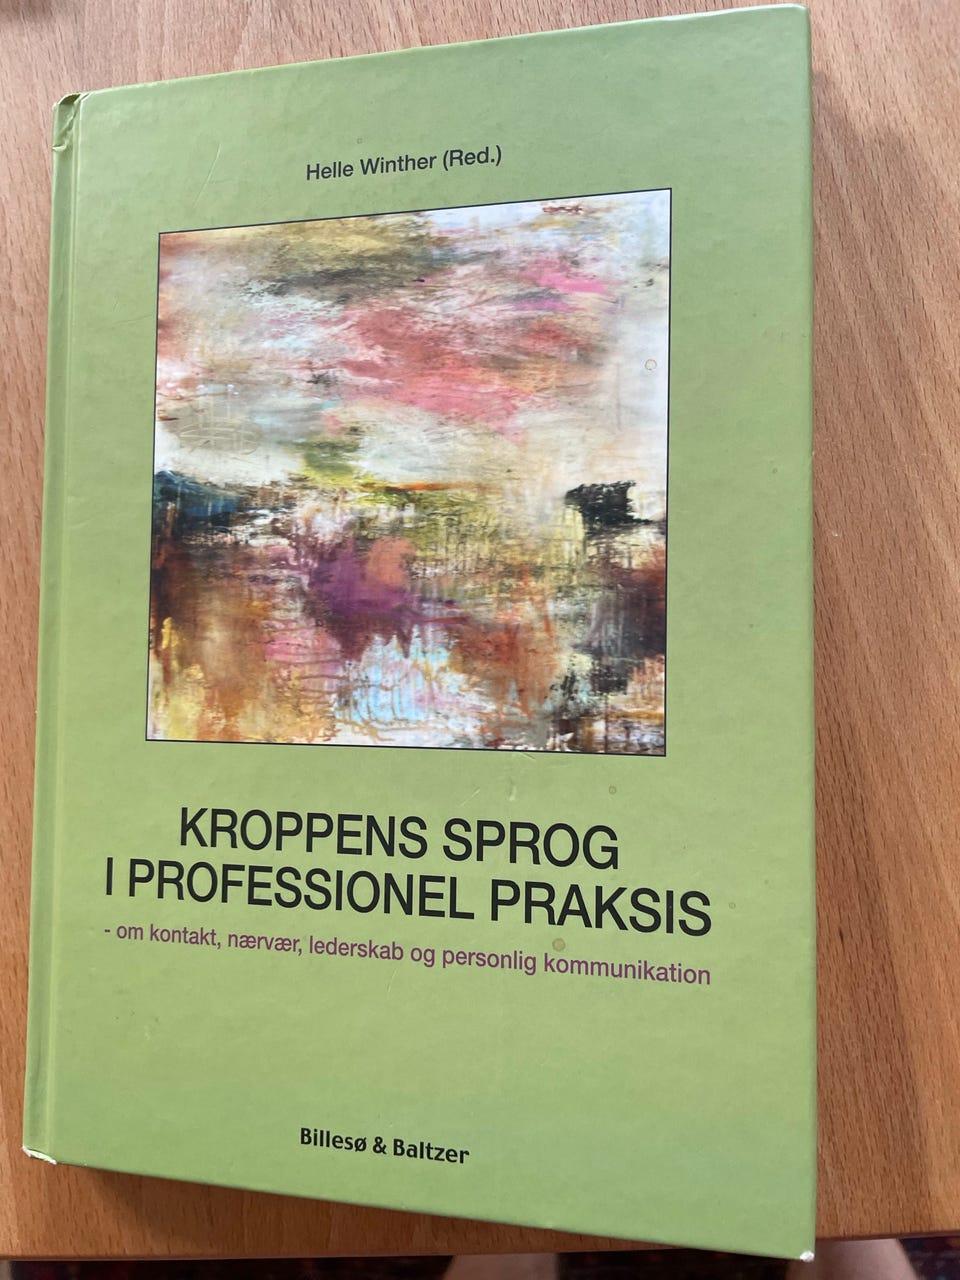 Helle Winther (Red.)
KROPPENS SPROG
I PROFESSIONEL PRAKSIS
- om kontakt, nærvær, lederskab og personlig kommunikation
Billesø & Baltzer